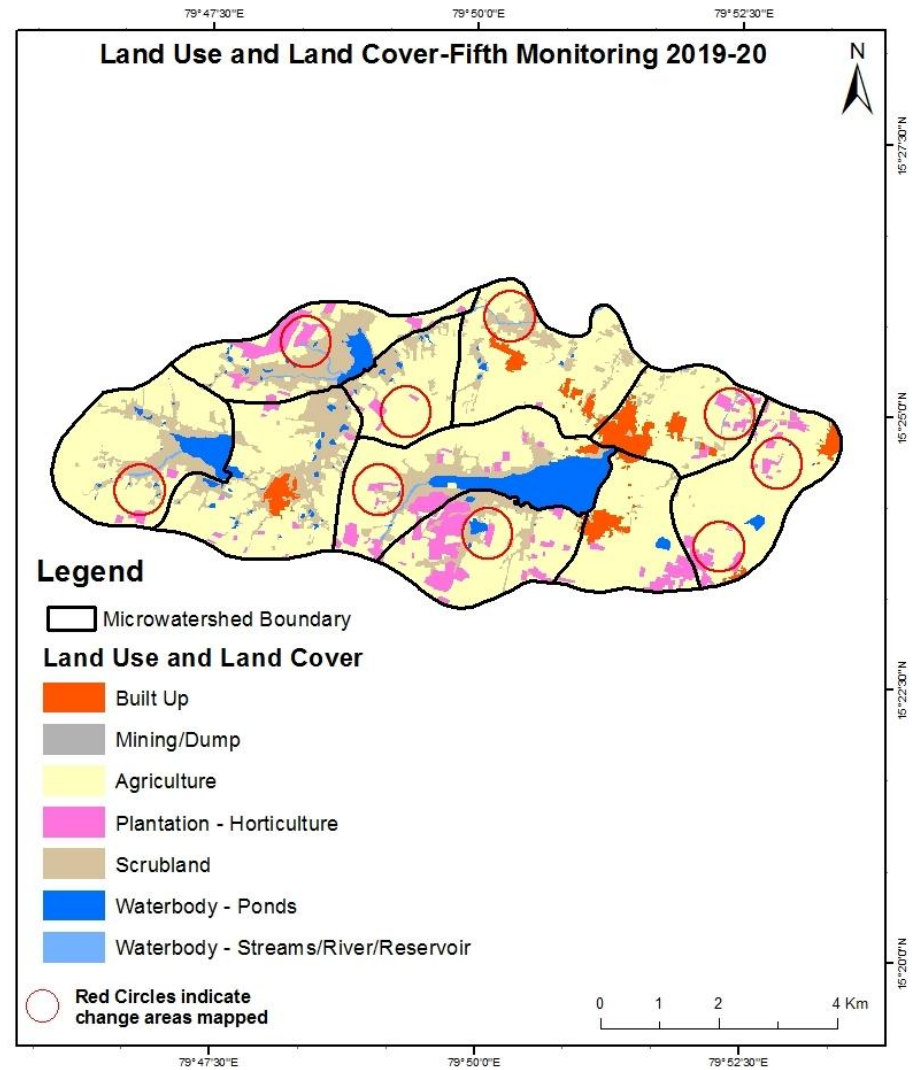 79°47'30"E
79°50'0"E
79°52'30"E
Land Use and Land Cover-Fifth Monitoring 2019-20
N
15°27'30"N
15°25'0"N
15°22'30"N
15°20'0"N
Legend
Microwatershed Boundary
Land Use and Land Cover
Built Up
Mining/Dump
Agriculture
Plantation - Horticulture
Scrubland
Waterbody - Ponds
Waterbody - Streams/River/Reservoir
Red Circles indicate
change areas mapped
0 1 2 4 Km
79°47'30"E
79°50'0"E
79°52'30"E